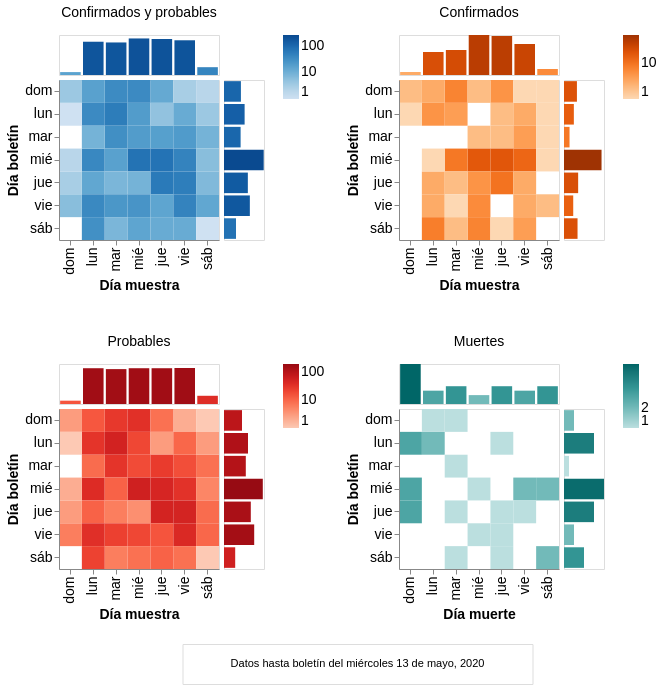 Confirmados y probables
dom
lun
mar
mié
jue
vie
sáb
Día boletín
dom
lun
mar
mié
jue
vie
sáb
Día muestra
100
10
1
Confirmados
dom
lun
mar
mié
jue
vie
sáb
Día boletín
dom
lun
mar
mié
jue
vie
sáb
Día muestra
10
1
Probables
dom
lun
mar
mié
jue
vie
sáb
Día boletín
dom
lun
mar
mié
jue
vie
sáb
Día muestra
100
10
1
Muertes
dom
lun
mar
mié
jue
vie
sáb
Día boletín
dom
lun
mar
mié
jue
vie
sáb
Día muerte
2
1
Datos hasta boletín del miércoles 13 de mayo, 2020